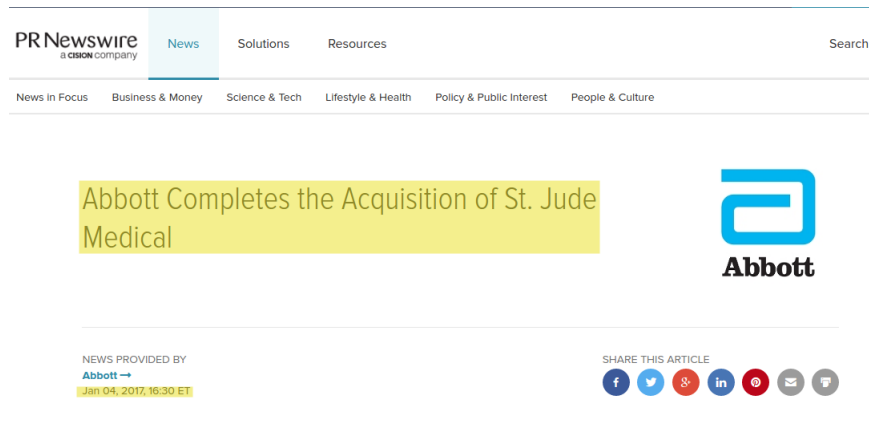 PR Newswire
a CISION company
News
Solutions
Resources
Search
News in Focus
Business & Money
Science & Tech
Lifestyle & Health
Policy & Public Interest
People & Culture
Abbott Completes the Acquisition of St. Jude
Medical
Abbott
NEWS PROVIDED BY
Abbott →
Jan 04, 2017, 16:30 ET
SHARE THIS ARTICLE